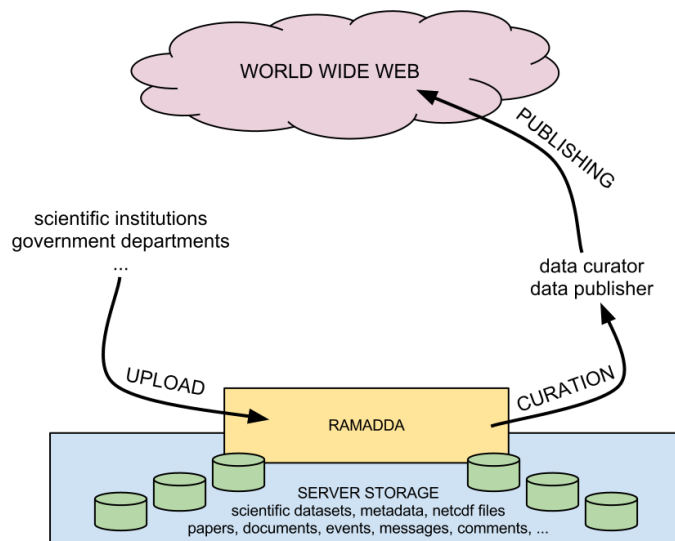 WORLD WIDE WEB
PUBLISHING
scientific institutions
government departments
...
data curator
data publisher
UPLOAD
CURATION
RAMADDA
SERVER STORAGE
scientific datasets, metadata, netcdf files
papers, documents, events, messages, comments, ...